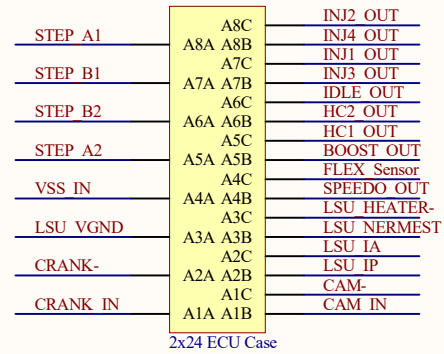 A8C INJ2_OUT
STEP_A1 A8A A8B INJ4_OUT
A7C INJ1_OUT
STEP_B1 A7A A7B INJ3_OUT
A6C IDLE_OUT
STEP_B2 A6A A6B HC2_OUT
A5C HC1_OUT
STEP_A2 A5A A5B BOOST_OUT
A4C FLEX_Sensor
VSS_IN A4A A4B SPEEDO_OUT
A3C LSU_HEATER-
LSU_VGND A3A A3B LSU_NERMEST
A2C LSU_IA
CRANK- A2A A2B LSU_IP
A1C CAM-
CRANK_IN A1A A1B CAM_IN
2x24 ECU Case